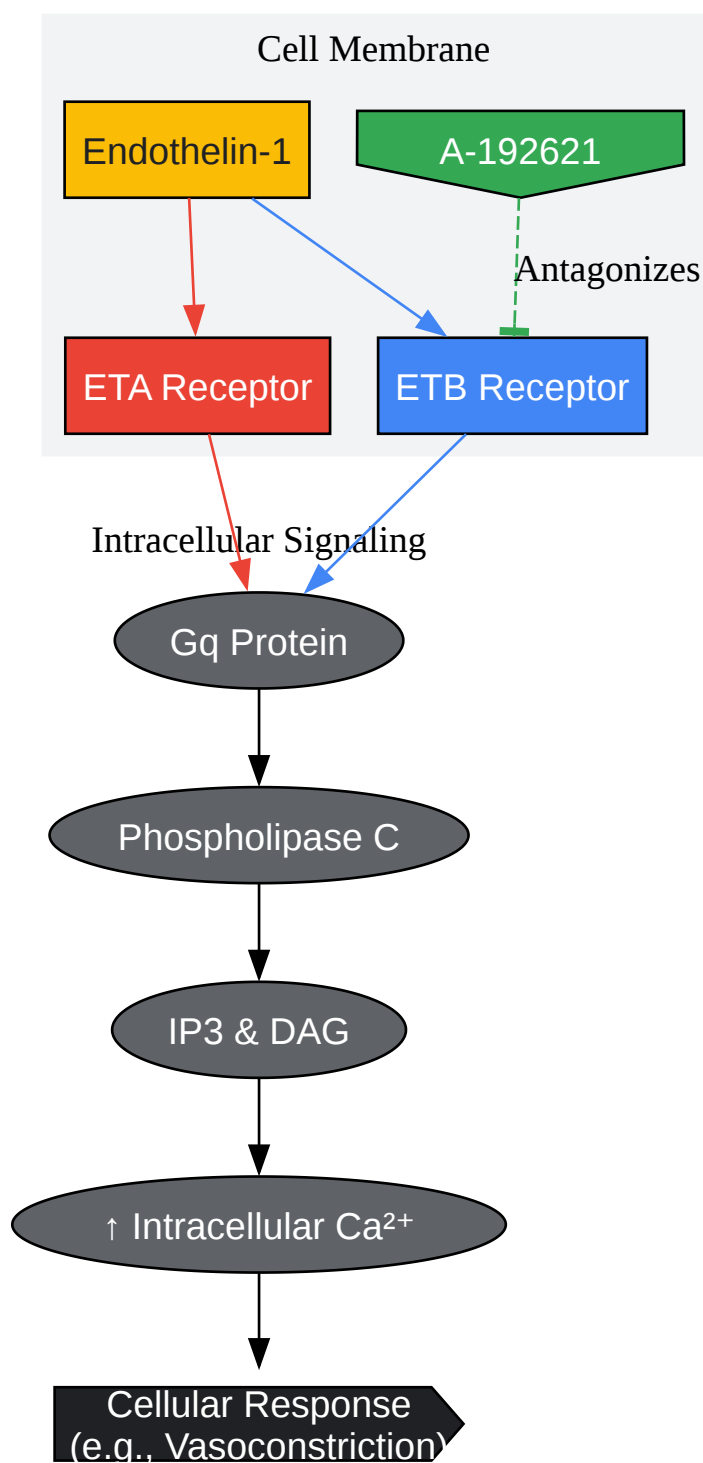 Cell Membrane
Endothelin-1
A-192621
Antagonizes
ETA Receptor
ETB Receptor
Intracellular Signaling
Gq Protein
Phospholipase C
IP3 & DAG
↑ Intracellular Ca²⁺
Cellular Response
(e.g., Vasoconstriction)